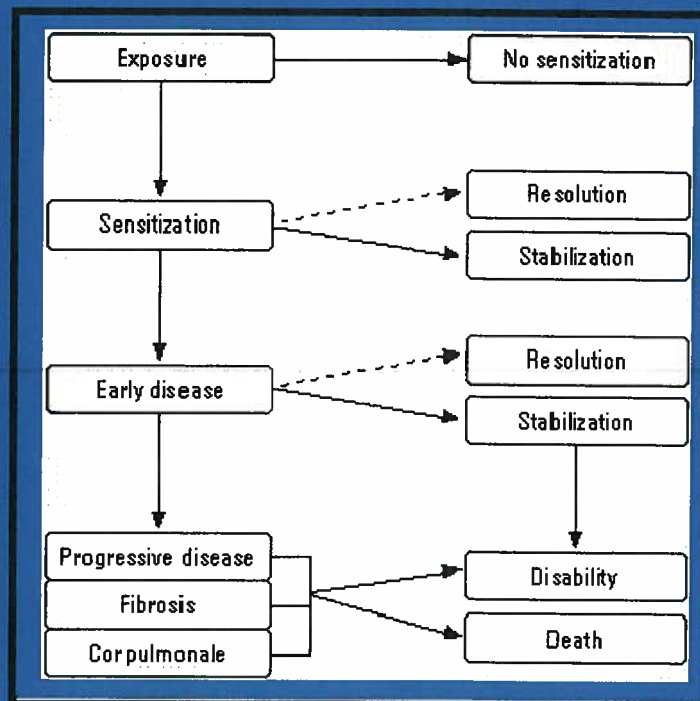 Exposure
No sensitization
Sensitization
Resolution
Stabilization
Early disease
Resolution
Stabilization
Progressive disease
Fibrosis
Cor pulmonale
Disability
Death